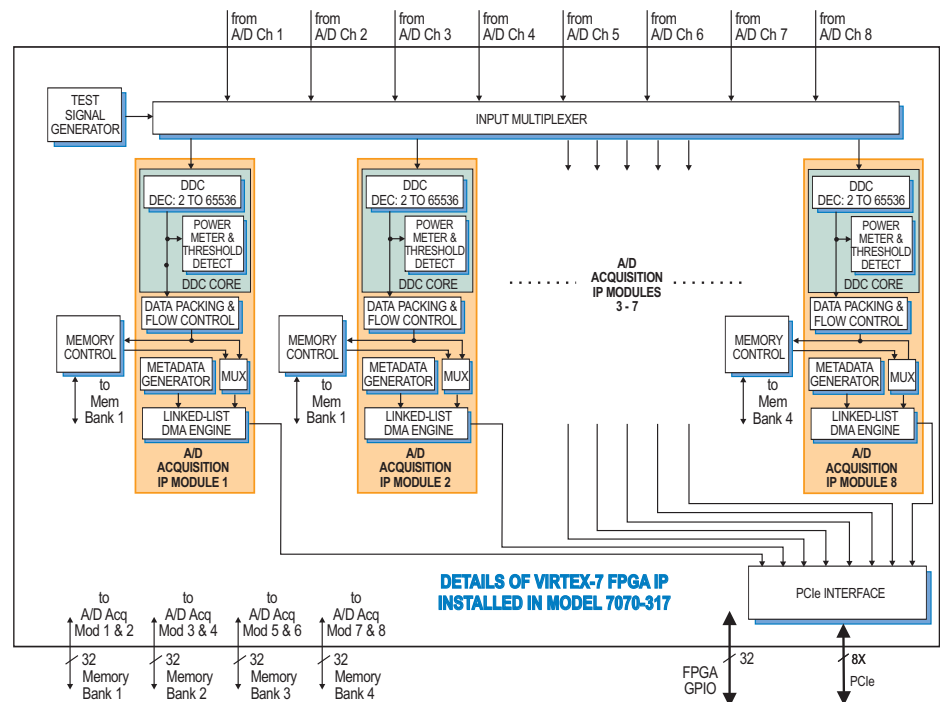 from
A/D Ch 1
from
A/D Ch 2
from
A/D Ch 3
from
A/D Ch 4
from
A/D Ch 5
from
A/D Ch 6
from
A/D Ch 7
from
A/D Ch 8
TEST
SIGNAL
GENERATOR
INPUT MULTIPLEXER
DDC
DEC: 2 TO 65536
POWER
METER &
THRESHOLD
DETECT
DDC CORE
DATA PACKING &
FLOW CONTROL
MEMORY
CONTROL
METADATA
GENERATOR
MUX
to
Mem
Bank 1
LINKED-LIST
DMA ENGINE
A/D
ACQUISITION
IP MODULE 1
DDC
DEC: 2 TO 65536
POWER
METER &
THRESHOLD
DETECT
DDC CORE
DATA PACKING &
FLOW CONTROL
MEMORY
CONTROL
METADATA
GENERATOR
MUX
to
Mem
Bank 1
LINKED-LIST
DMA ENGINE
A/D
ACQUISITION
IP MODULE 2
A/D
ACQUISITION
IP MODULES
3 - 7
DDC
DEC: 2 TO 65536
POWER
METER &
THRESHOLD
DETECT
DDC CORE
DATA PACKING &
FLOW CONTROL
MEMORY
CONTROL
METADATA
GENERATOR
MUX
to
Mem
Bank 4
LINKED-LIST
DMA ENGINE
A/D
ACQUISITION
IP MODULE 8
DETAILS OF VIRTEX-7 FPGA IP
INSTALLED IN MODEL 7070-317
PCIe INTERFACE
to
A/D Acq
Mod 1 & 2
to
A/D Acq
Mod 3 & 4
to
A/D Acq
Mod 5 & 6
to
A/D Acq
Mod 7 & 8
32
Memory
Bank 1
32
Memory
Bank 2
32
Memory
Bank 3
32
Memory
Bank 4
32
FPGA
GPIO
8X
PCIe